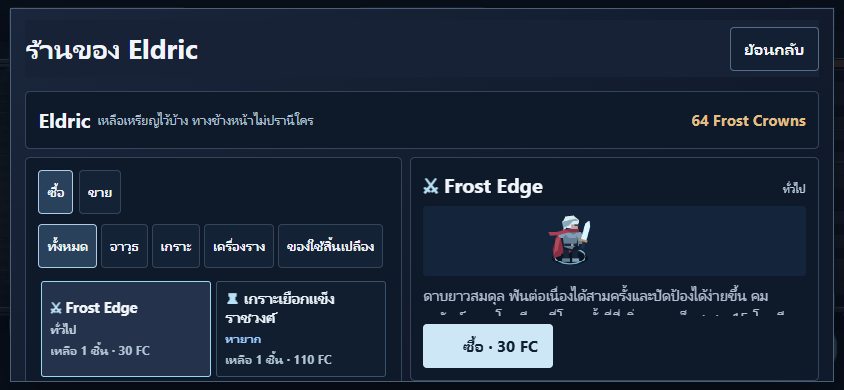 ร้านของ Eldric
ย้อนกลับ
Eldric เหลือเหรียญไว้บ้าง ทางข้างหน้าไม่ปรานีใคร
64 Frost Crowns
ซื้อ
ขาย
ทั้งหมด
อาวุธ
เกราะ
เครื่องราง
ของใช้สิ้นเปลือง
Frost Edge
ทั่วไป
เหลือ 1 ชิ้น · 30 FC
เกราะเยือกแข็ง
ราชวงศ์
หายาก
เหลือ 1 ชิ้น · 110 FC
Frost Edge
ทั่วไป
ดาบยาวสมดุล ฟันต่อเนื่องได้สามครั้งและปัดป้องได้ง่ายขึ้น คม
ซื้อ · 30 FC